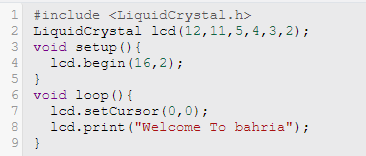 1 #include <LiquidCrystal.h>
2 LiquidCrystal lcd(12,11,5,4,3,2);
3 void setup(){
4   lcd.begin(16,2);
5 }
6 void loop(){
7   lcd.setCursor(0,0);
8   lcd.print("Welcome To bahria");
9 }